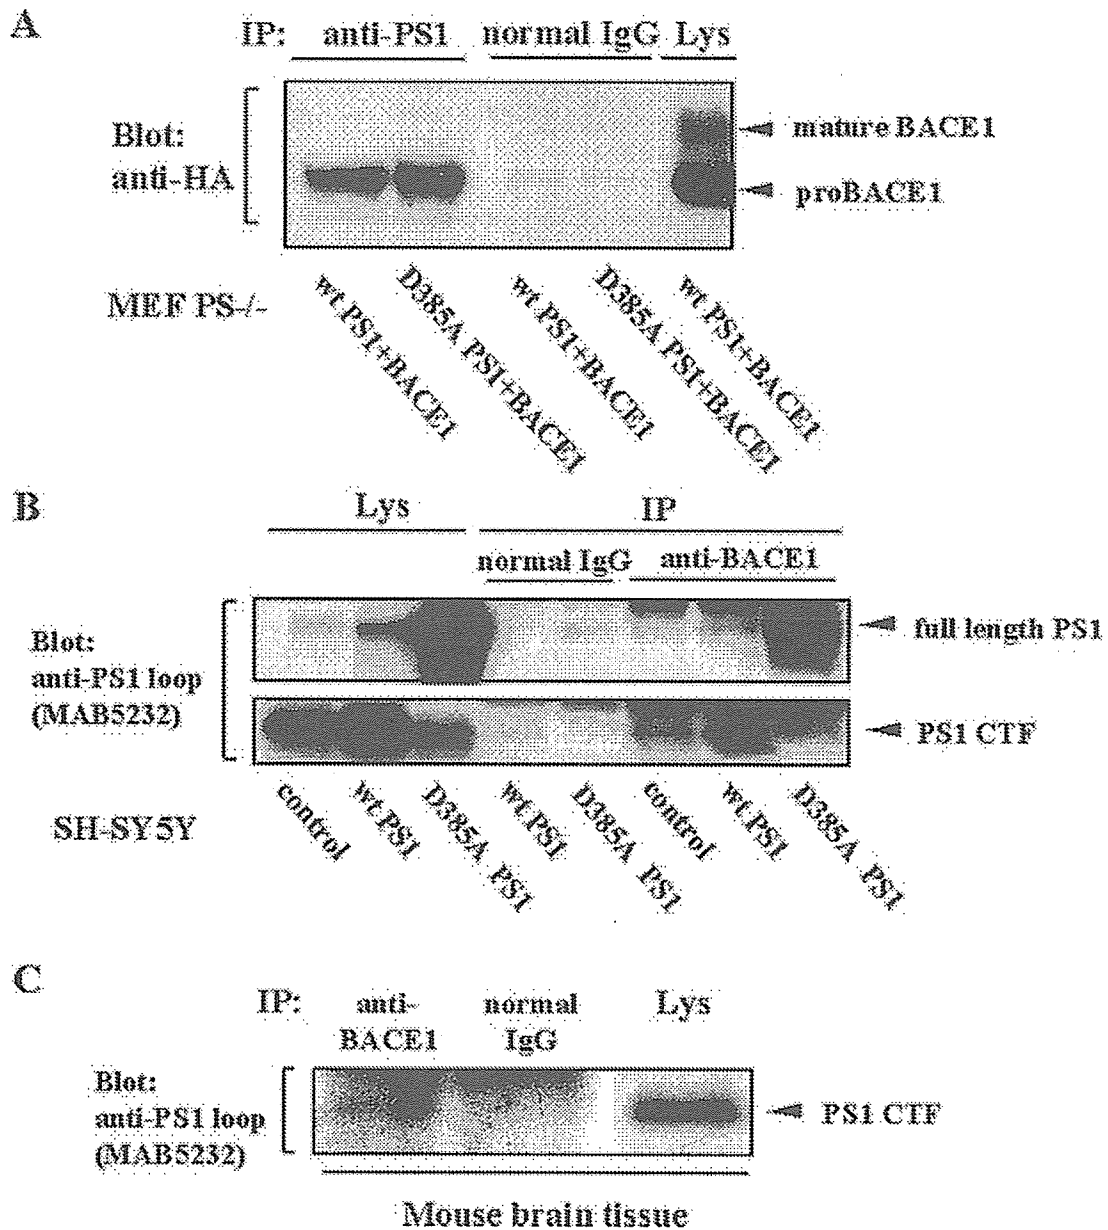 A
IP: anti-PS1 normal IgG Lys
Blot:
anti-HA
mature BACE1
proBACE1
MEF PS-/-
wt PS1+BACE1
D385A PS1+BACE1
wt PS1+BACE1
D385A PS1+BACE1
wt PS1+BACE1
B
Lys IP
normal IgG anti-BACE1
Blot:
anti-PS1 loop
(MAB5232)
full length PS1
PS1 CTF
SH-SY5Y
control
wt PS1
D385A PS1
wt PS1
D385A PS1
control
wt PS1
D385A PS1
C
IP: anti-BACE1 normal IgG Lys
Blot:
anti-PS1 loop
(MAB5232)
PS1 CTF
Mouse brain tissue